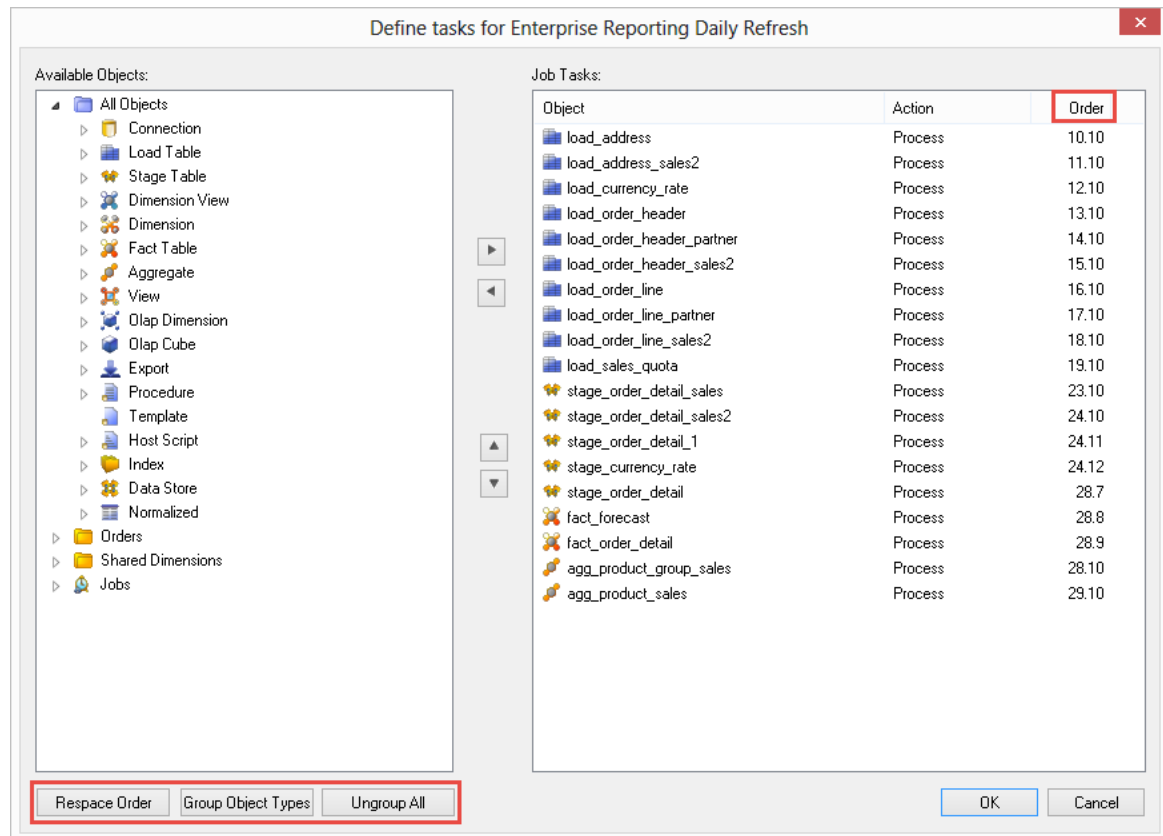 Define tasks for Enterprise Reporting Daily Refresh
Available Objects:
All Objects
Connection
Load Table
Stage Table
Dimension View
Dimension
Fact Table
Aggregate
View
Olap Dimension
Olap Cube
Export
Procedure
Template
Host Script
Index
Data Store
Normalized
Orders
Shared Dimensions
Jobs
Job Tasks:
Object Action Order
load_address Process 10.10
load_address_sales2 Process 11.10
load_currency_rate Process 12.10
load_order_header Process 13.10
load_order_header_partner Process 14.10
load_order_header_sales2 Process 15.10
load_order_line Process 16.10
load_order_line_partner Process 17.10
load_order_line_sales2 Process 18.10
load_sales_quota Process 19.10
stage_order_detail_sales Process 23.10
stage_order_detail_sales2 Process 24.10
stage_order_detail_1 Process 24.11
stage_currency_rate Process 24.12
stage_order_detail Process 28.7
fact_forecast Process 28.8
fact_order_detail Process 28.9
agg_product_group_sales Process 28.10
agg_product_sales Process 29.10
Respace Order Group Object Types Ungroup All OK Cancel